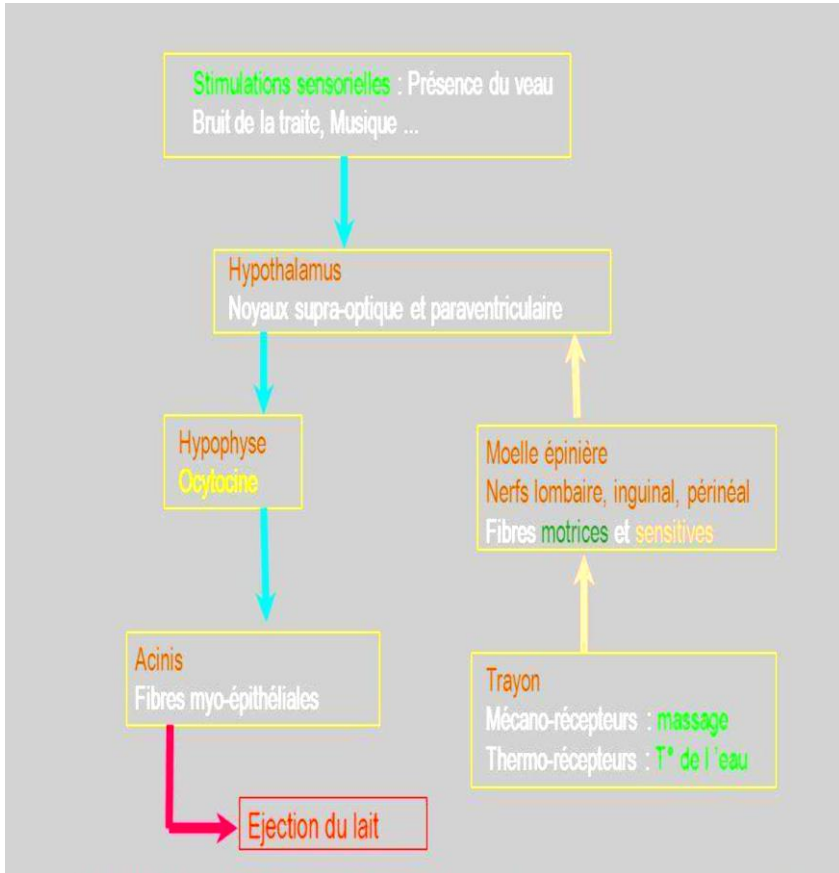 Stimulations sensorielles : Présence du veau
Bruit de la traite, Musique ...
Hypothalamus
Noyaux supra-optique et paraventriculaire
Hypophyse
Ocytocine
Moelle épinière
Nerfs lombaire, inguinal, périnéal
Fibres motrices et sensitives
Acinis
Fibres myo-épithéliales
Trayon
Mécano-récepteurs : massage
Thermo-récepteurs : T° de l 'eau
Ejection du lait